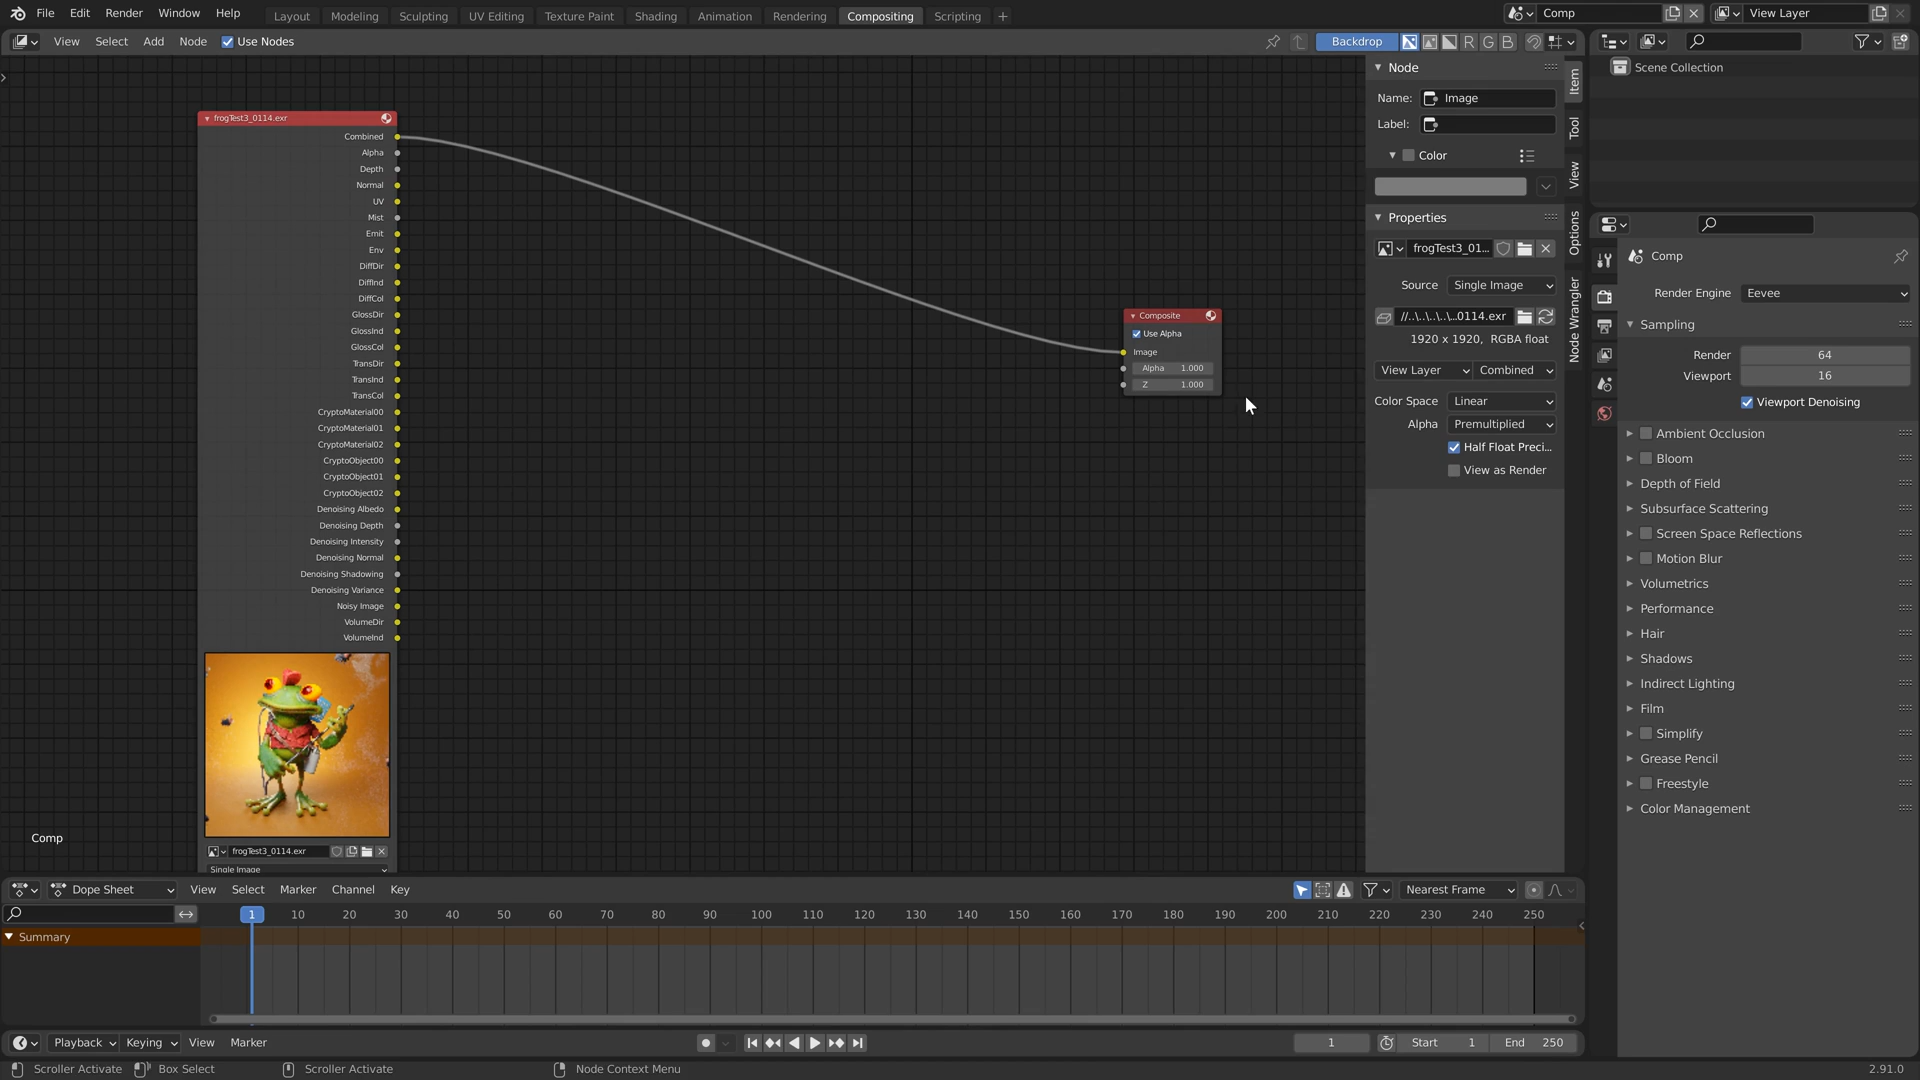 File Edit Render Window Help Layout Modeling Sculpting UV Editing Texture Paint Shading Animation Rendering Compositing Scripting + Comp View Layer
View Select Add Node Use Nodes Backdrop R G B
Scene Collection
Node
Name: Image
Label:
Color
Properties
frogTest3_01...
Source Single Image
//..\..\..\..\...0114.exr
1920 x 1920, RGBA float
View Layer Combined
Color Space Linear
Alpha Premultiplied
Half Float Preci...
View as Render
Item
Tool
View
Options
Node Wrangler
frogTest3_0114.exr
Combined
Alpha
Depth
Normal
UV
Mist
Emit
Env
DiffDir
DiffInd
DiffCol
GlossDir
GlossInd
GlossCol
TransDir
TransInd
TransCol
CryptoMaterial00
CryptoMaterial01
CryptoMaterial02
CryptoObject00
CryptoObject01
CryptoObject02
Denoising Albedo
Denoising Depth
Denoising Intensity
Denoising Normal
Denoising Shadowing
Denoising Variance
Noisy Image
VolumeDir
VolumeInd
frogTest3_0114.exr
Single Image
Composite
Use Alpha
Image
Alpha 1.000
Z 1.000
Comp
Comp
Render Engine Eevee
Sampling
Render 64
Viewport 16
Viewport Denoising
Ambient Occlusion
Bloom
Depth of Field
Subsurface Scattering
Screen Space Reflections
Motion Blur
Volumetrics
Performance
Hair
Shadows
Indirect Lighting
Film
Simplify
Grease Pencil
Freestyle
Color Management
Dope Sheet View Select Marker Channel Key Nearest Frame
1 10 20 30 40 50 60 70 80 90 100 110 120 130 140 150 160 170 180 190 200 210 220 230 240 250
Summary
Playback Keying View Marker 1 Start 1 End 250
Scroller Activate Box Select Scroller Activate Node Context Menu 2.91.0